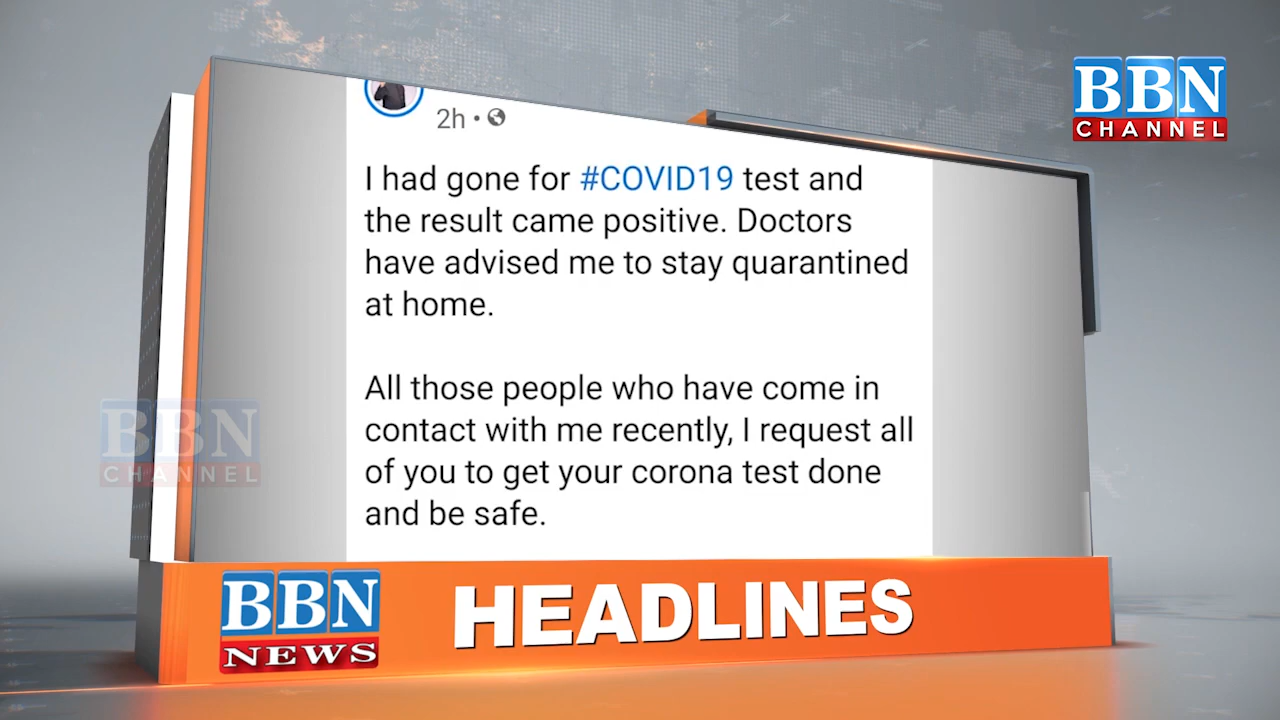 BBN
CHANNEL
2h
I had gone for #COVID19 test and
the result came positive. Doctors
have advised me to stay quarantined
at home.
All those people who have come in
contact with me recently, I request all
of you to get your corona test done
and be safe.
BBN
CHANNEL
BBN
NEWS
HEADLINES